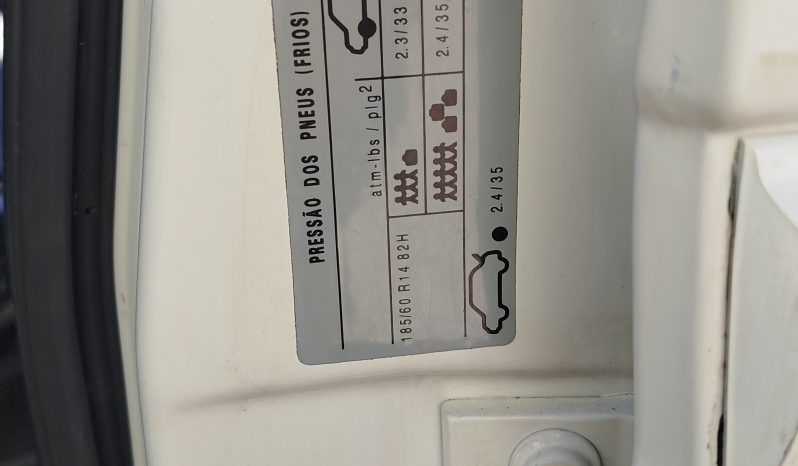 PRESSÃO DOS PNEUS (FRIOS)
atm-lbs / plg2
185/60 R14 82H
2.3/33
2.4/35
2.4/35